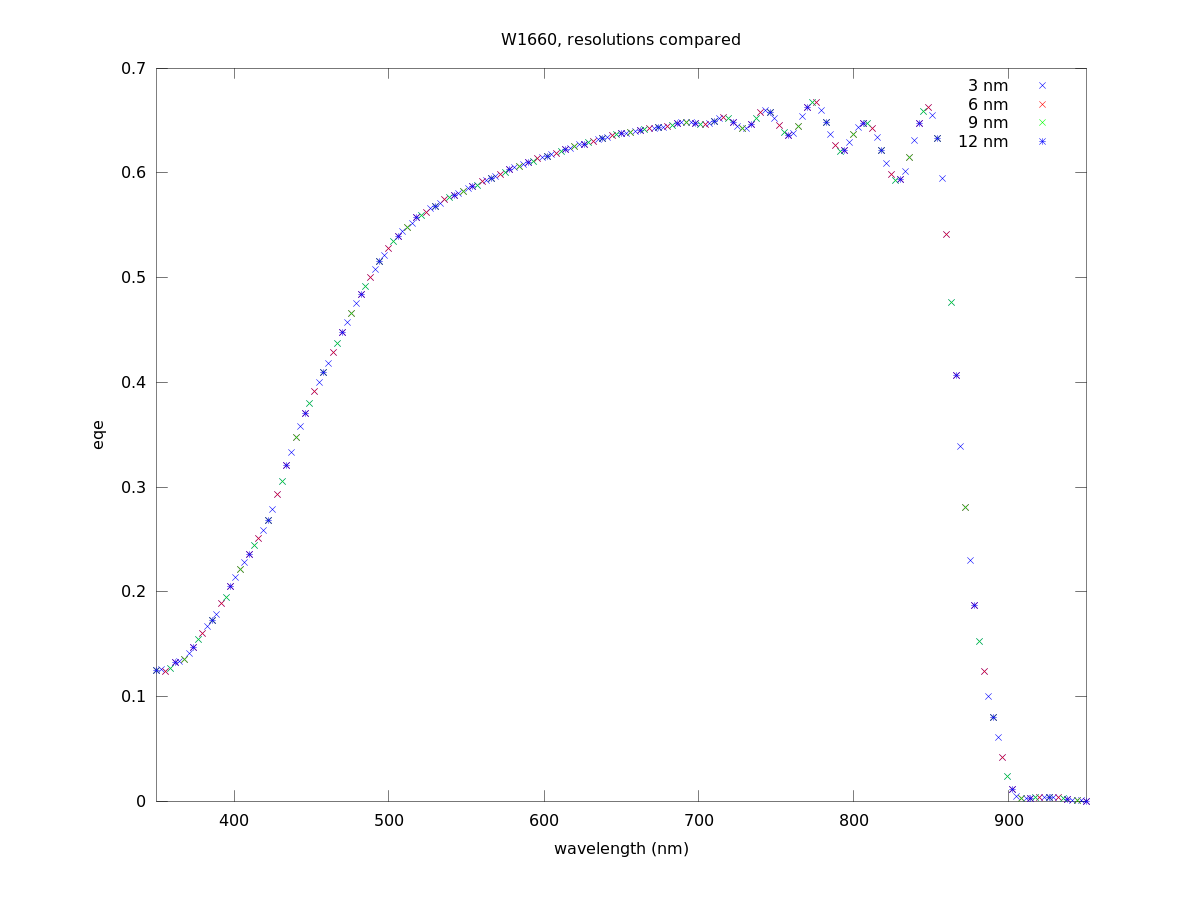 W1660, resolutions compared
0.7
0.6
0.5
0.4
0.3
0.2
0.1
0
eqe
3 nm
6 nm
9 nm
12 nm
400 500 600 700 800 900
wavelength (nm)